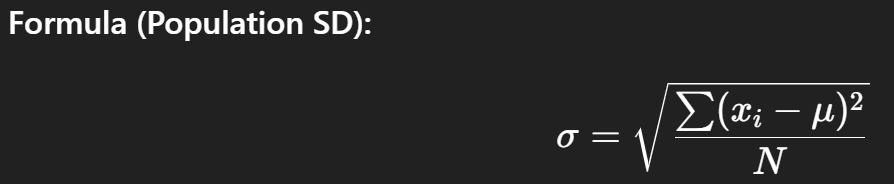 Formula (Population SD):
σ = √(∑(xᵢ − μ)² / N)